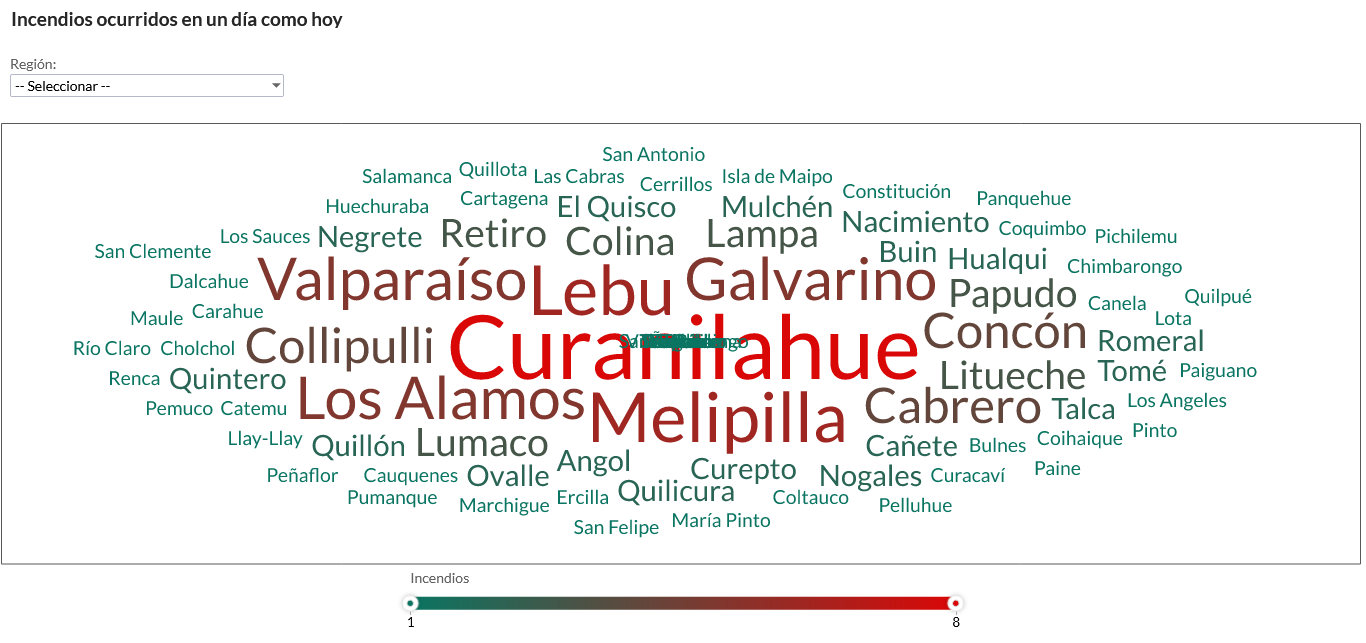 Incendios ocurridos en un día como hoy
Región:
-- Seleccionar --
San Antonio
Salamanca Quillota Las Cabras Cerrillos Isla de Maipo Constitución Panquehue
Huechuraba Cartagena El Quisco Mulchén Nacimiento Coquimbo Pichilemu
San Clemente Los Sauces Negrete Retiro Colina Lampa Buin Hualqui Chimbarongo
Dalcahue Valparaíso Lebu Galvarino Papudo Canela Quilpué
Maule Carahue Lota
Río Claro Cholchol Collipulli Curanilahue Concón Romeral
Renca Quintero Litueche Tomé Paiguano
Pemuco Catemu Los Alamos Melipilla Cabrero Talca Los Angeles
Llay-Llay Quillón Lumaco Cañete Bulnes Coihaique Pinto
Peñaflor Cauquenes Ovalle Angol Curepto Nogales Curacaví Paine
Pumanque Marchigue Ercilla Quilicura Coltauco Pelluhue
San Felipe María Pinto
Incendios
1 8